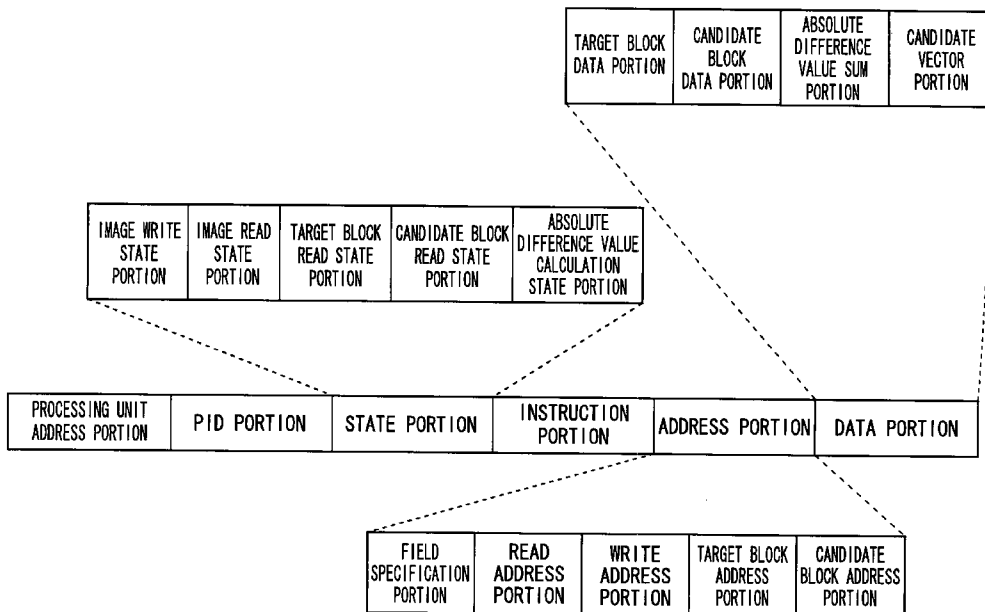 TARGET BLOCK
DATA PORTION
CANDIDATE
BLOCK
DATA PORTION
ABSOLUTE
DIFFERENCE
VALUE SUM
PORTION
CANDIDATE
VECTOR
PORTION
IMAGE WRITE
STATE
PORTION
IMAGE READ
STATE
PORTION
TARGET BLOCK
READ STATE
PORTION
CANDIDATE BLOCK
READ STATE
PORTION
ABSOLUTE
DIFFERENCE VALUE
CALCULATION
STATE PORTION
PROCESSING UNIT
ADDRESS PORTION
PID PORTION
STATE PORTION
INSTRUCTION
PORTION
ADDRESS PORTION
DATA PORTION
FIELD
SPECIFICATION
PORTION
READ
ADDRESS
PORTION
WRITE
ADDRESS
PORTION
TARGET BLOCK
ADDRESS
PORTION
CANDIDATE
BLOCK ADDRESS
PORTION